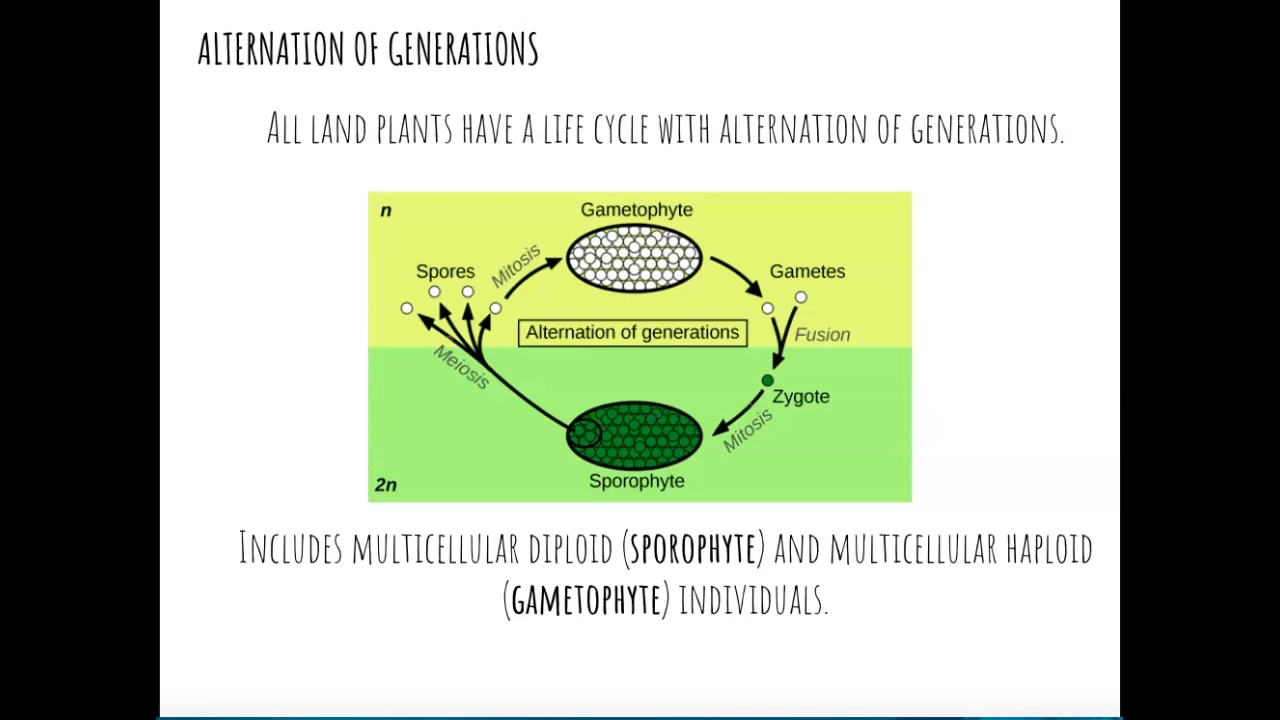 ALTERNATION OF GENERATIONS
ALL LAND PLANTS HAVE A LIFE CYCLE WITH ALTERNATION OF GENERATIONS.
n
Gametophyte
Spores
Mitosis
Gametes
Alternation of generations
Fusion
Meiosis
Zygote
Mitosis
2n
Sporophyte
INCLUDES MULTICELLULAR DIPLOID (SPOROPHYTE) AND MULTICELLULAR HAPLOID
(GAMETOPHYTE) INDIVIDUALS.